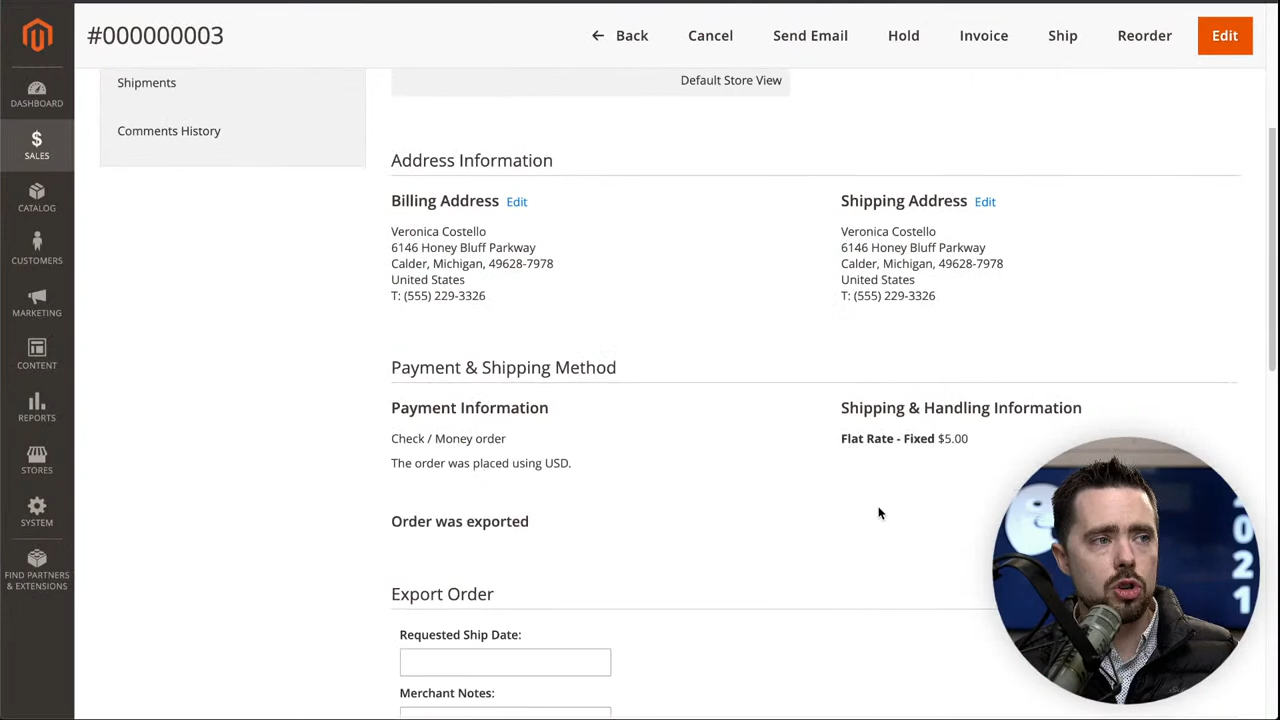 #000000003
Back
Cancel
Send Email
Hold
Invoice
Ship
Reorder
Edit
DASHBOARD
SALES
CATALOG
CUSTOMERS
MARKETING
CONTENT
REPORTS
STORES
SYSTEM
FIND PARTNERS
& EXTENSIONS
Shipments
Comments History
Default Store View
Address Information
Billing Address Edit
Veronica Costello
6146 Honey Bluff Parkway
Calder, Michigan, 49628-7978
United States
T: (555) 229-3326
Shipping Address Edit
Veronica Costello
6146 Honey Bluff Parkway
Calder, Michigan, 49628-7978
United States
T: (555) 229-3326
Payment & Shipping Method
Payment Information
Check / Money order
The order was placed using USD.
Shipping & Handling Information
Flat Rate - Fixed $5.00
Order was exported
Export Order
Requested Ship Date:
Merchant Notes:
2
0
2
1